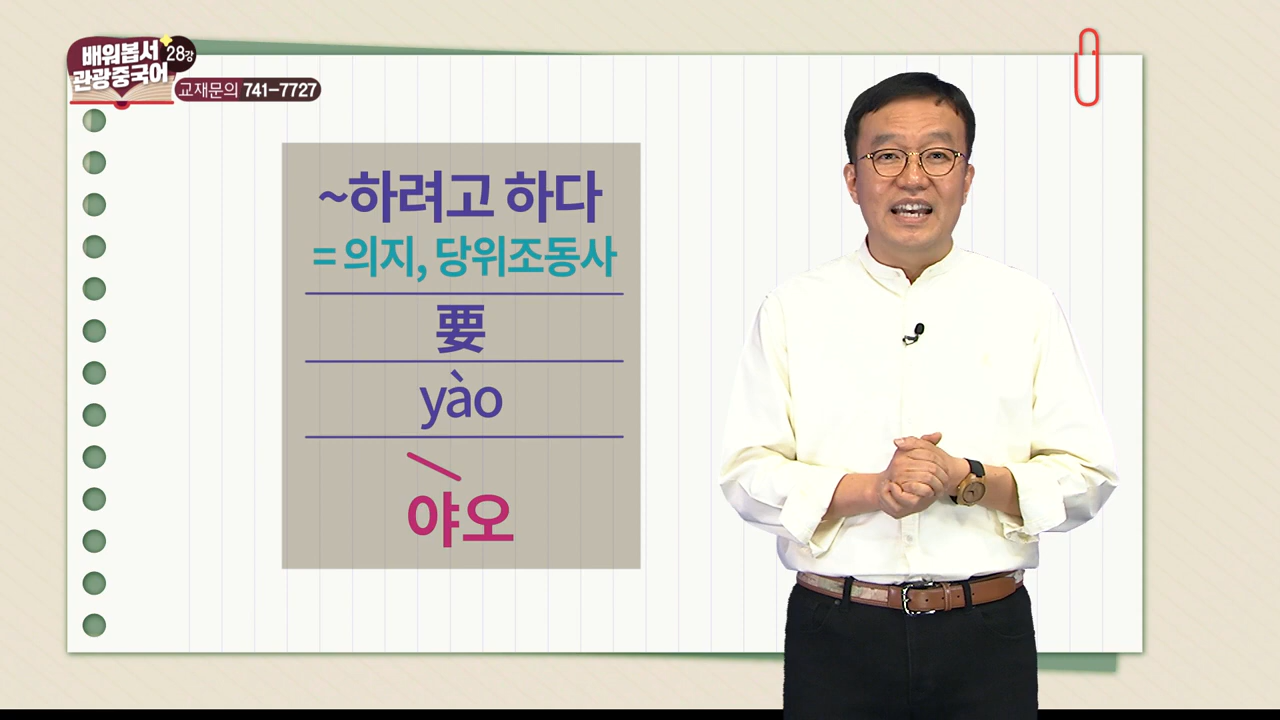 배워봅서 28강
관광중국어
교재문의 741-7727
~하려고 하다
= 의지, 당위조동사
要
yào
야오